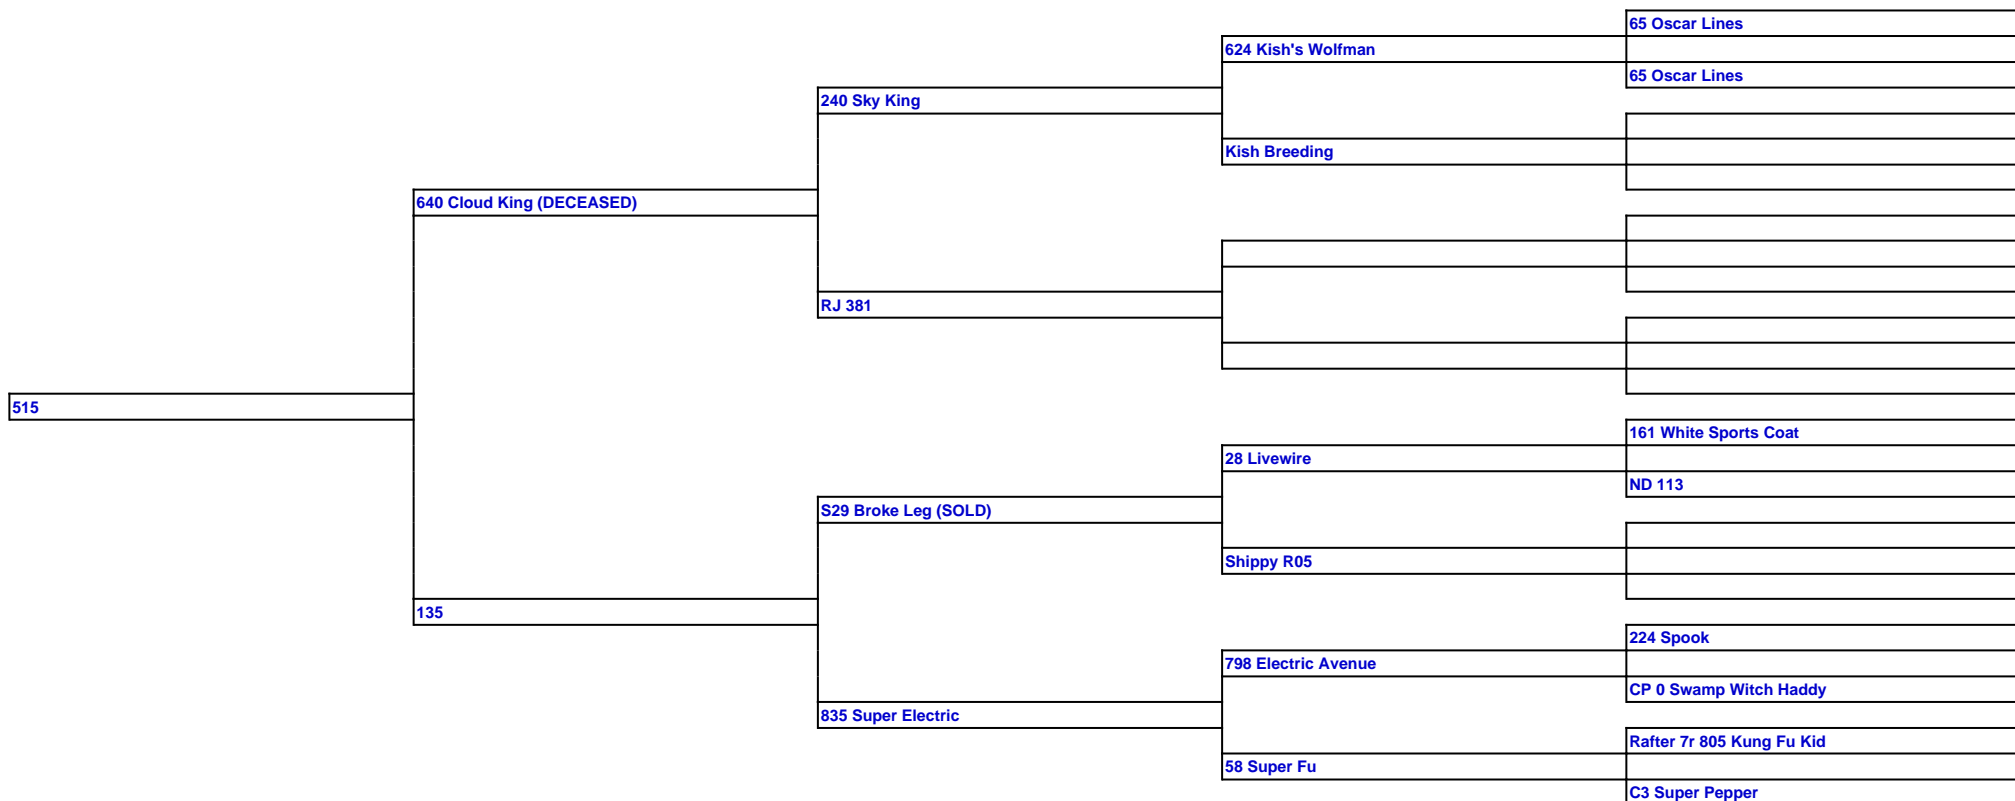 65 Oscar Lines
624 Kish's Wolfman
65 Oscar Lines
240 Sky King
Kish Breeding
640 Cloud King (DECEASED)
RJ 381
515
161 White Sports Coat
28 Livewire
ND 113
S29 Broke Leg (SOLD)
Shippy R05
135
224 Spook
798 Electric Avenue
CP 0 Swamp Witch Haddy
835 Super Electric
Rafter 7r 805 Kung Fu Kid
58 Super Fu
C3 Super Pepper